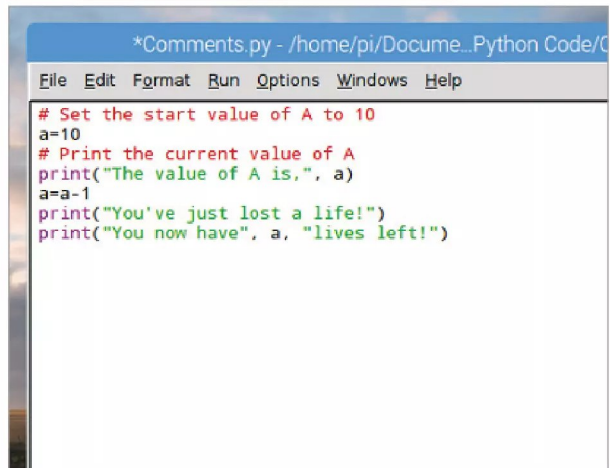 *Comments.py - /home/pi/Docume...Python Code/C
File Edit Format Run Options Windows Help
# Set the start value of A to 10
a=10
# Print the current value of A
print("The value of A is,", a)
a=a-1
print("You've just lost a life!")
print("You now have", a, "lives left!")